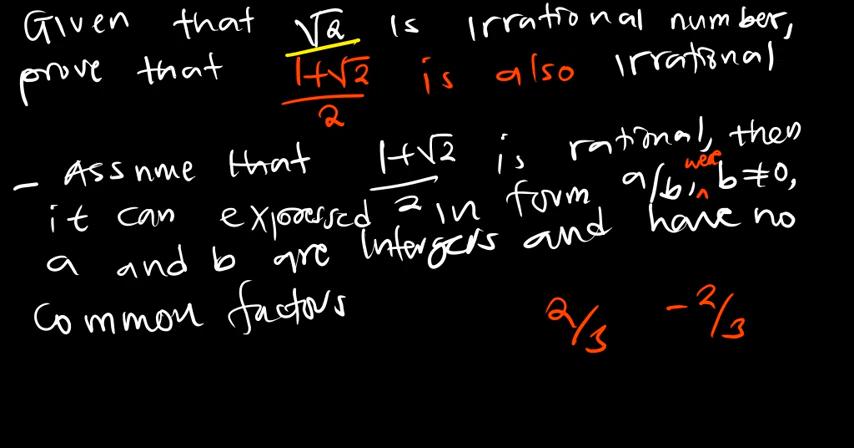 Given that √2 is irrational number,
prove that (1+√2)/2 is also irrational
- Assume that (1+√2)/2 is rational, then
it can expressed in form a/b, were b≠0,
a and b are Intergers and have no
common factors
2/3 -2/3